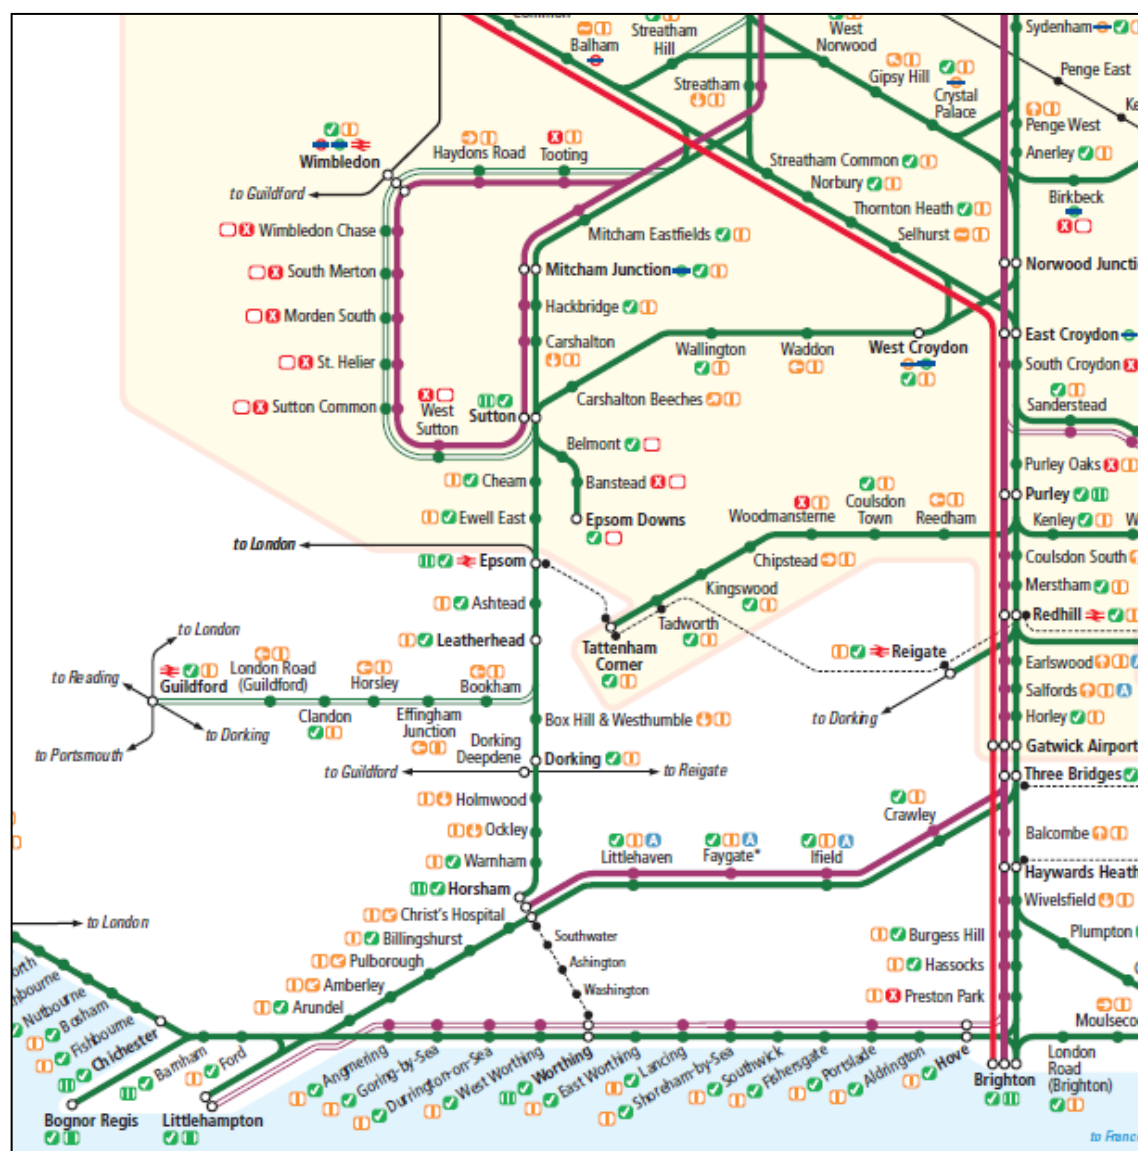 Balham
Streatham
Hill
West
Norwood
Sydenham
Penge East
Streatham
Gipsy Hill
Crystal
Palace
Penge West
Anerley
Wimbledon
Haydons Road
Tooting
to Guildford
Streatham Common
Norbury
Thornton Heath
Selhurst
Birkbeck
Wimbledon Chase
Mitcham Eastfields
South Merton
Mitcham Junction
Morden South
Hackbridge
St. Helier
Carshalton
Wallington
Waddon
West Croydon
East Croydon
South Croydon
Sutton Common
West
Sutton
Sutton
Carshalton Beeches
Sanderstead
Belmont
Cheam
Banstead
Purley Oaks
Purley
Ewell East
Epsom Downs
Woodmansterne
Coulsdon
Town
Reedham
Kenley
to London
Epsom
Chipstead
Coulsdon South
Ashtead
Kingswood
Merstham
Leatherhead
Tattenham
Corner
Tadworth
Redhill
Reigate
to London
Guildford
London Road
(Guildford)
Horsley
Bookham
Earlswood
A
Salfords
A
to Reading
Clandon
Effingham
Junction
Box Hill & Westhumble
to Dorking
Horley
to Portsmouth
to Dorking
Dorking
Deepdene
Dorking
Gatwick Airport
to Guildford
to Reigate
Three Bridges
Holmwood
Crawley
Ockley
Balcombe
Warnham
A
A
A
Littlehaven
Faygate*
Ifield
Haywards Heath
Horsham
Wivelsfield
to London
Christ's Hospital
Billingshurst
Southwater
Burgess Hill
Plumpton
Pulborough
Ashington
Hassocks
Amberley
Washington
Preston Park
Arundel
Nutbourne
Bosham
Fishbourne
Chichester
Barnham
Ford
Angmering
Goring-by-Sea
Durrington-on-Sea
West Worthing
Worthing
East Worthing
Lancing
Shoreham-by-Sea
Southwick
Fishersgate
Portslade
Aldrington
Hove
Brighton
London
Road
(Brighton)
Bognor Regis
Littlehampton